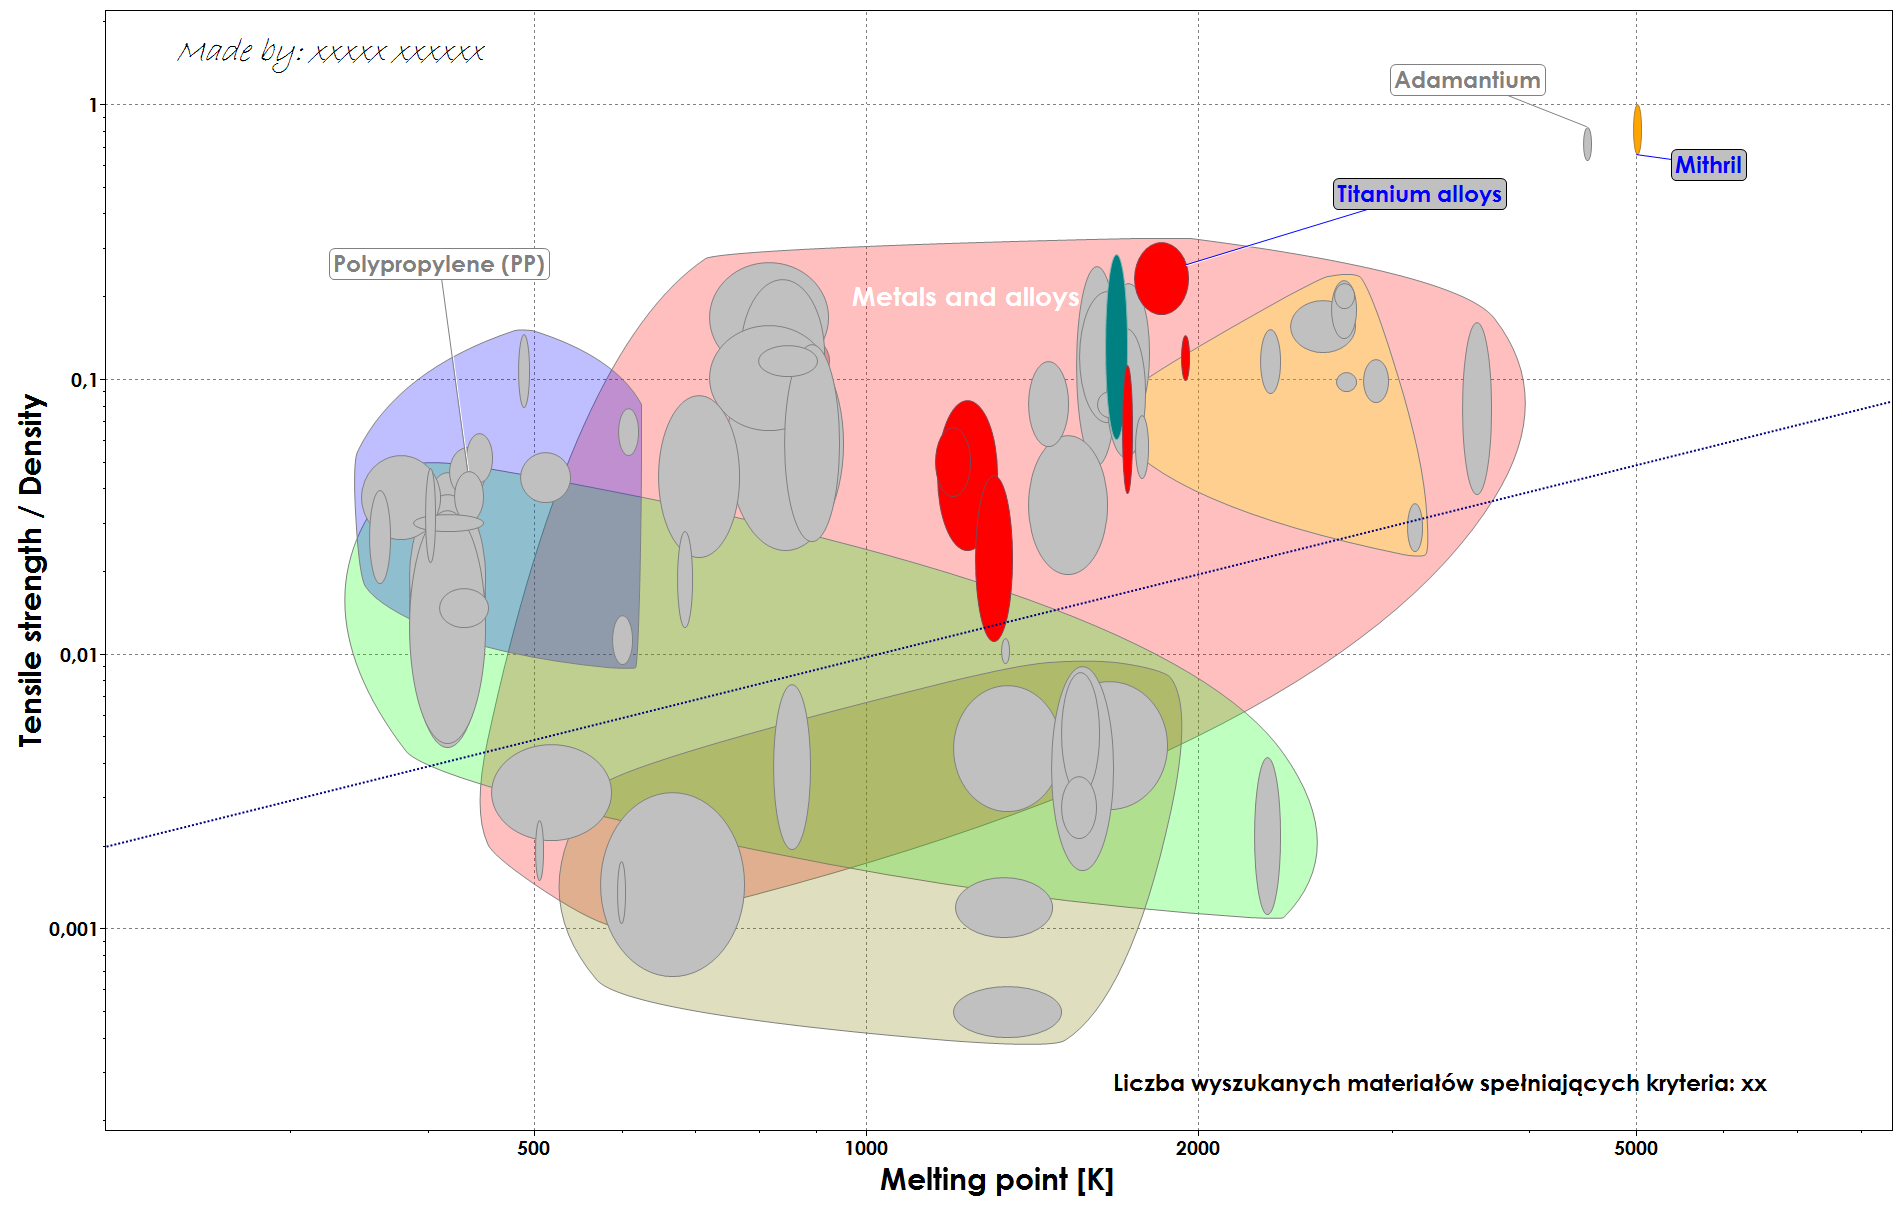 Made by: xxxxx xxxxxx
Adamantium
1
Mithril
Titanium alloys
Polypropylene (PP)
Metals and alloys
0,1
Tensile strength / Density
0,01
0,001
Liczba wyszukanych materiałów spełniających kryteria: xx
500 1000 2000 5000
Melting point [K]